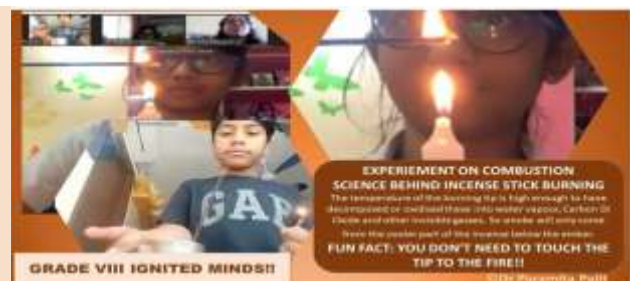 EXPERIEMENT ON COMBUSTION
SCIENCE BEHIND INCENSE STICK BURNING
The temperature of the burning tip is high enough to have
decomposed or oxidised these into water vapour, Carbon Di
Oxide and other invisible gases. So smoke will only come
from the cooler part of the incense below the ember.
FUN FACT: YOU DON'T NEED TO TOUCH THE
TIP TO THE FIRE!!
GAP
GRADE VIII IGNITED MINDS!!
©Dr Paramita Palit